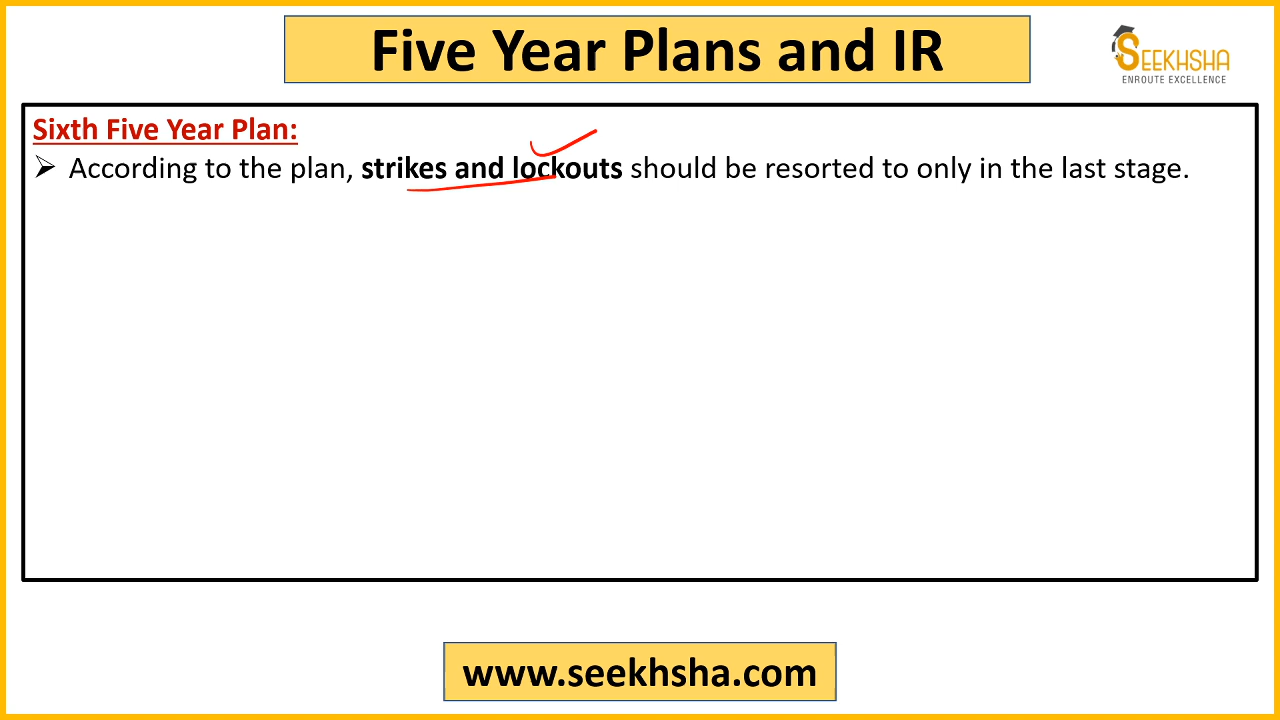 Five Year Plans and IR
SEEKHSHA
ENROUTE EXCELLENCE
Sixth Five Year Plan:
➢ According to the plan, strikes and lockouts should be resorted to only in the last stage.
www.seekhsha.com